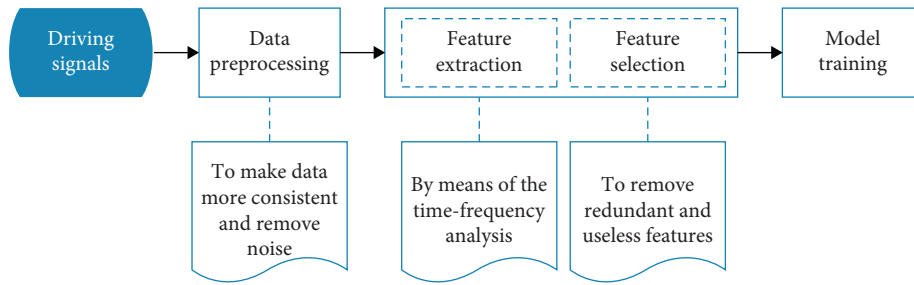 Driving
signals
Data
preprocessing
Feature
extraction
Feature
selection
Model
training
To make data
more consistent
and remove
noise
By means of the
time-frequency
analysis
To remove
redundant and
useless features